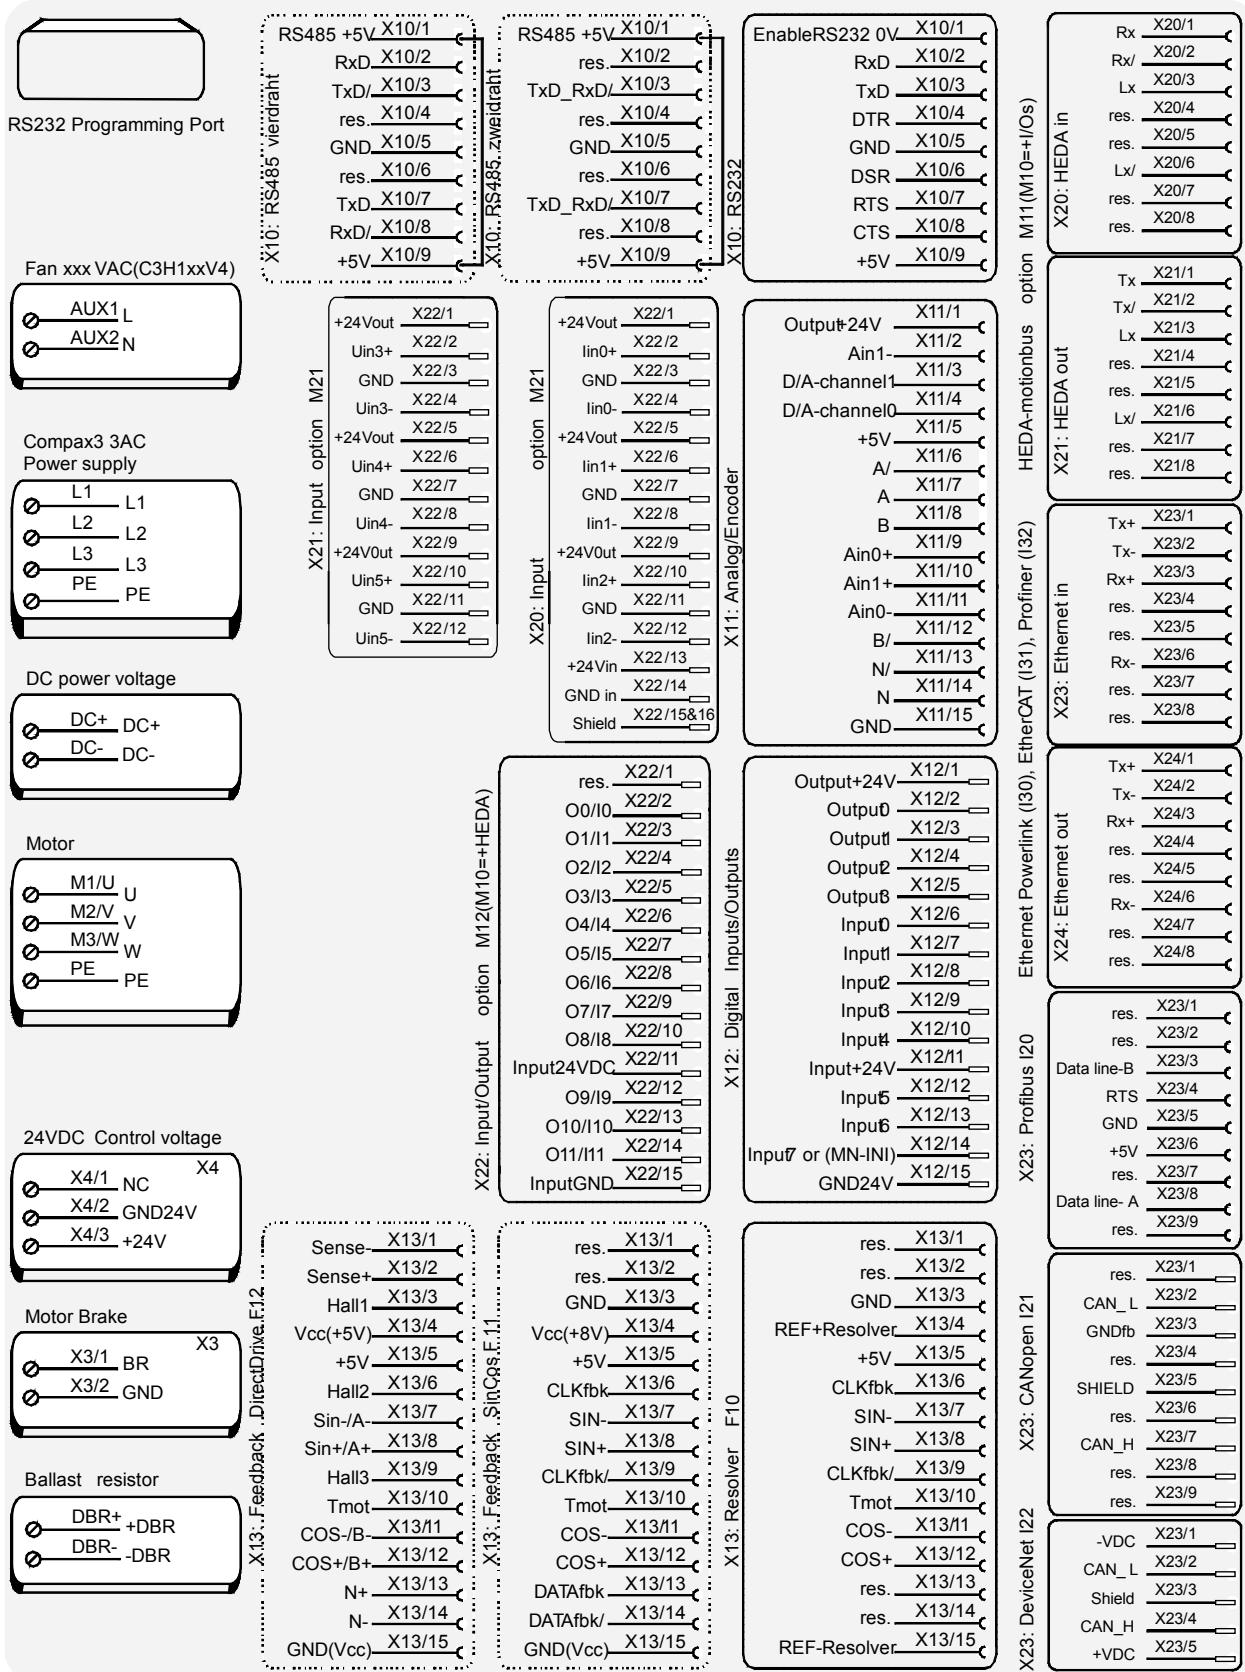 RS232 Programming Port
Fan xxx VAC(C3H1xxV4)
AUX1 L
AUX2 N
Compax3 3AC
Power supply
L1 L1
L2 L2
L3 L3
PE PE
DC power voltage
DC+ DC+
DC- DC-
Motor
M1/U U
M2/V V
M3/W W
PE PE
24VDC Control voltage
X4
X4/1 NC
X4/2 GND24V
X4/3 +24V
Motor Brake
X3
X3/1 BR
X3/2 GND
Ballast resistor
DBR+ +DBR
DBR- -DBR
X10: RS485 vierdraht
RS485 +5V X10/1
RxD X10/2
TxD/ X10/3
res. X10/4
GND X10/5
res. X10/6
TxD X10/7
RxD/ X10/8
+5V X10/9
X10: RS485 zweidraht
RS485 +5V X10/1
res. X10/2
TxD_RxD/ X10/3
res. X10/4
GND X10/5
res. X10/6
TxD_RxD/ X10/7
res. X10/8
+5V X10/9
X10: RS232
EnableRS232 0V X10/1
RxD X10/2
TxD X10/3
DTR X10/4
GND X10/5
DSR X10/6
RTS X10/7
CTS X10/8
+5V X10/9
X21: Input option M21
+24Vout X22/1
Uin3+ X22/2
GND X22/3
Uin3- X22/4
+24Vout X22/5
Uin4+ X22/6
GND X22/7
Uin4- X22/8
+24V0ut X22/9
Uin5+ X22/10
GND X22/11
Uin5- X22/12
X20: Input option M21
+24Vout X22/1
Iin0+ X22/2
GND X22/3
Iin0- X22/4
+24Vout X22/5
Iin1+ X22/6
GND X22/7
Iin1- X22/8
+24V0ut X22/9
Iin2+ X22/10
GND X22/11
Iin2- X22/12
+24Vin X22/13
GND in X22/14
Shield X22/15&16
X11: Analog/Encoder
Output+24V X11/1
Ain1- X11/2
D/A-channel1 X11/3
D/A-channel0 X11/4
+5V X11/5
A/ X11/6
A X11/7
B X11/8
Ain0+ X11/9
Ain1+ X11/10
Ain0- X11/11
B/ X11/12
N/ X11/13
N X11/14
GND X11/15
X22: Input/Output option M12(M10=+HEDA)
res. X22/1
O0/I0 X22/2
O1/I1 X22/3
O2/I2 X22/4
O3/I3 X22/5
O4/I4 X22/6
O5/I5 X22/7
O6/I6 X22/8
O7/I7 X22/9
O8/I8 X22/10
Input24VDC X22/11
O9/I9 X22/12
O10/I10 X22/13
O11/I11 X22/14
InputGND X22/15
X12: Digital Inputs/Outputs
Output+24V X12/1
Output0 X12/2
Output1 X12/3
Output2 X12/4
Output3 X12/5
Input0 X12/6
Input1 X12/7
Input2 X12/8
Input3 X12/9
Input4 X12/10
Input+24V X12/11
Input5 X12/12
Input6 X12/13
Input7 or (MN-INI) X12/14
GND24V X12/15
X13: Feedback DirectDrive F12
Sense- X13/1
Sense+ X13/2
Hall1 X13/3
Vcc(+5V) X13/4
+5V X13/5
Hall2 X13/6
Sin-/A- X13/7
Sin+/A+ X13/8
Hall3 X13/9
Tmot X13/10
COS-/B- X13/11
COS+/B+ X13/12
N+ X13/13
N- X13/14
GND(Vcc) X13/15
X13: Feedback SinCos F 11
res. X13/1
res. X13/2
GND X13/3
Vcc(+8V) X13/4
+5V X13/5
CLKfbk X13/6
SIN- X13/7
SIN+ X13/8
CLKfbk/ X13/9
Tmot X13/10
COS- X13/11
COS+ X13/12
DATAfbk X13/13
DATAfbk/ X13/14
GND(Vcc) X13/15
X13: Resolver F10
res. X13/1
res. X13/2
GND X13/3
REF+Resolver X13/4
+5V X13/5
CLKfbk X13/6
SIN- X13/7
SIN+ X13/8
CLKfbk/ X13/9
Tmot X13/10
COS- X13/11
COS+ X13/12
res. X13/13
res. X13/14
REF-Resolver X13/15
HEDA-motionbus option M11(M10=+I/Os)
X20: HEDA in
Rx X20/1
Rx/ X20/2
Lx X20/3
res. X20/4
res. X20/5
Lx/ X20/6
res. X20/7
res. X20/8
X21: HEDA out
Tx X21/1
Tx/ X21/2
Lx X21/3
res. X21/4
res. X21/5
Lx/ X21/6
res. X21/7
res. X21/8
Ethernet Powerlink (I30), EtherCAT (I31), Profiner (I32)
X23: Ethernet in
Tx+ X23/1
Tx- X23/2
Rx+ X23/3
res. X23/4
res. X23/5
Rx- X23/6
res. X23/7
res. X23/8
X24: Ethernet out
Tx+ X24/1
Tx- X24/2
Rx+ X24/3
res. X24/4
res. X24/5
Rx- X24/6
res. X24/7
res. X24/8
X23: Profibus I20
res. X23/1
res. X23/2
Data line-B X23/3
RTS X23/4
GND X23/5
+5V X23/6
res. X23/7
Data line- A X23/8
res. X23/9
X23: CANopen I21
res. X23/1
CAN_ L X23/2
GNDfb X23/3
res. X23/4
SHIELD X23/5
res. X23/6
CAN_H X23/7
res. X23/8
res. X23/9
X23: DeviceNet I22
-VDC X23/1
CAN_ L X23/2
Shield X23/3
CAN_H X23/4
+VDC X23/5